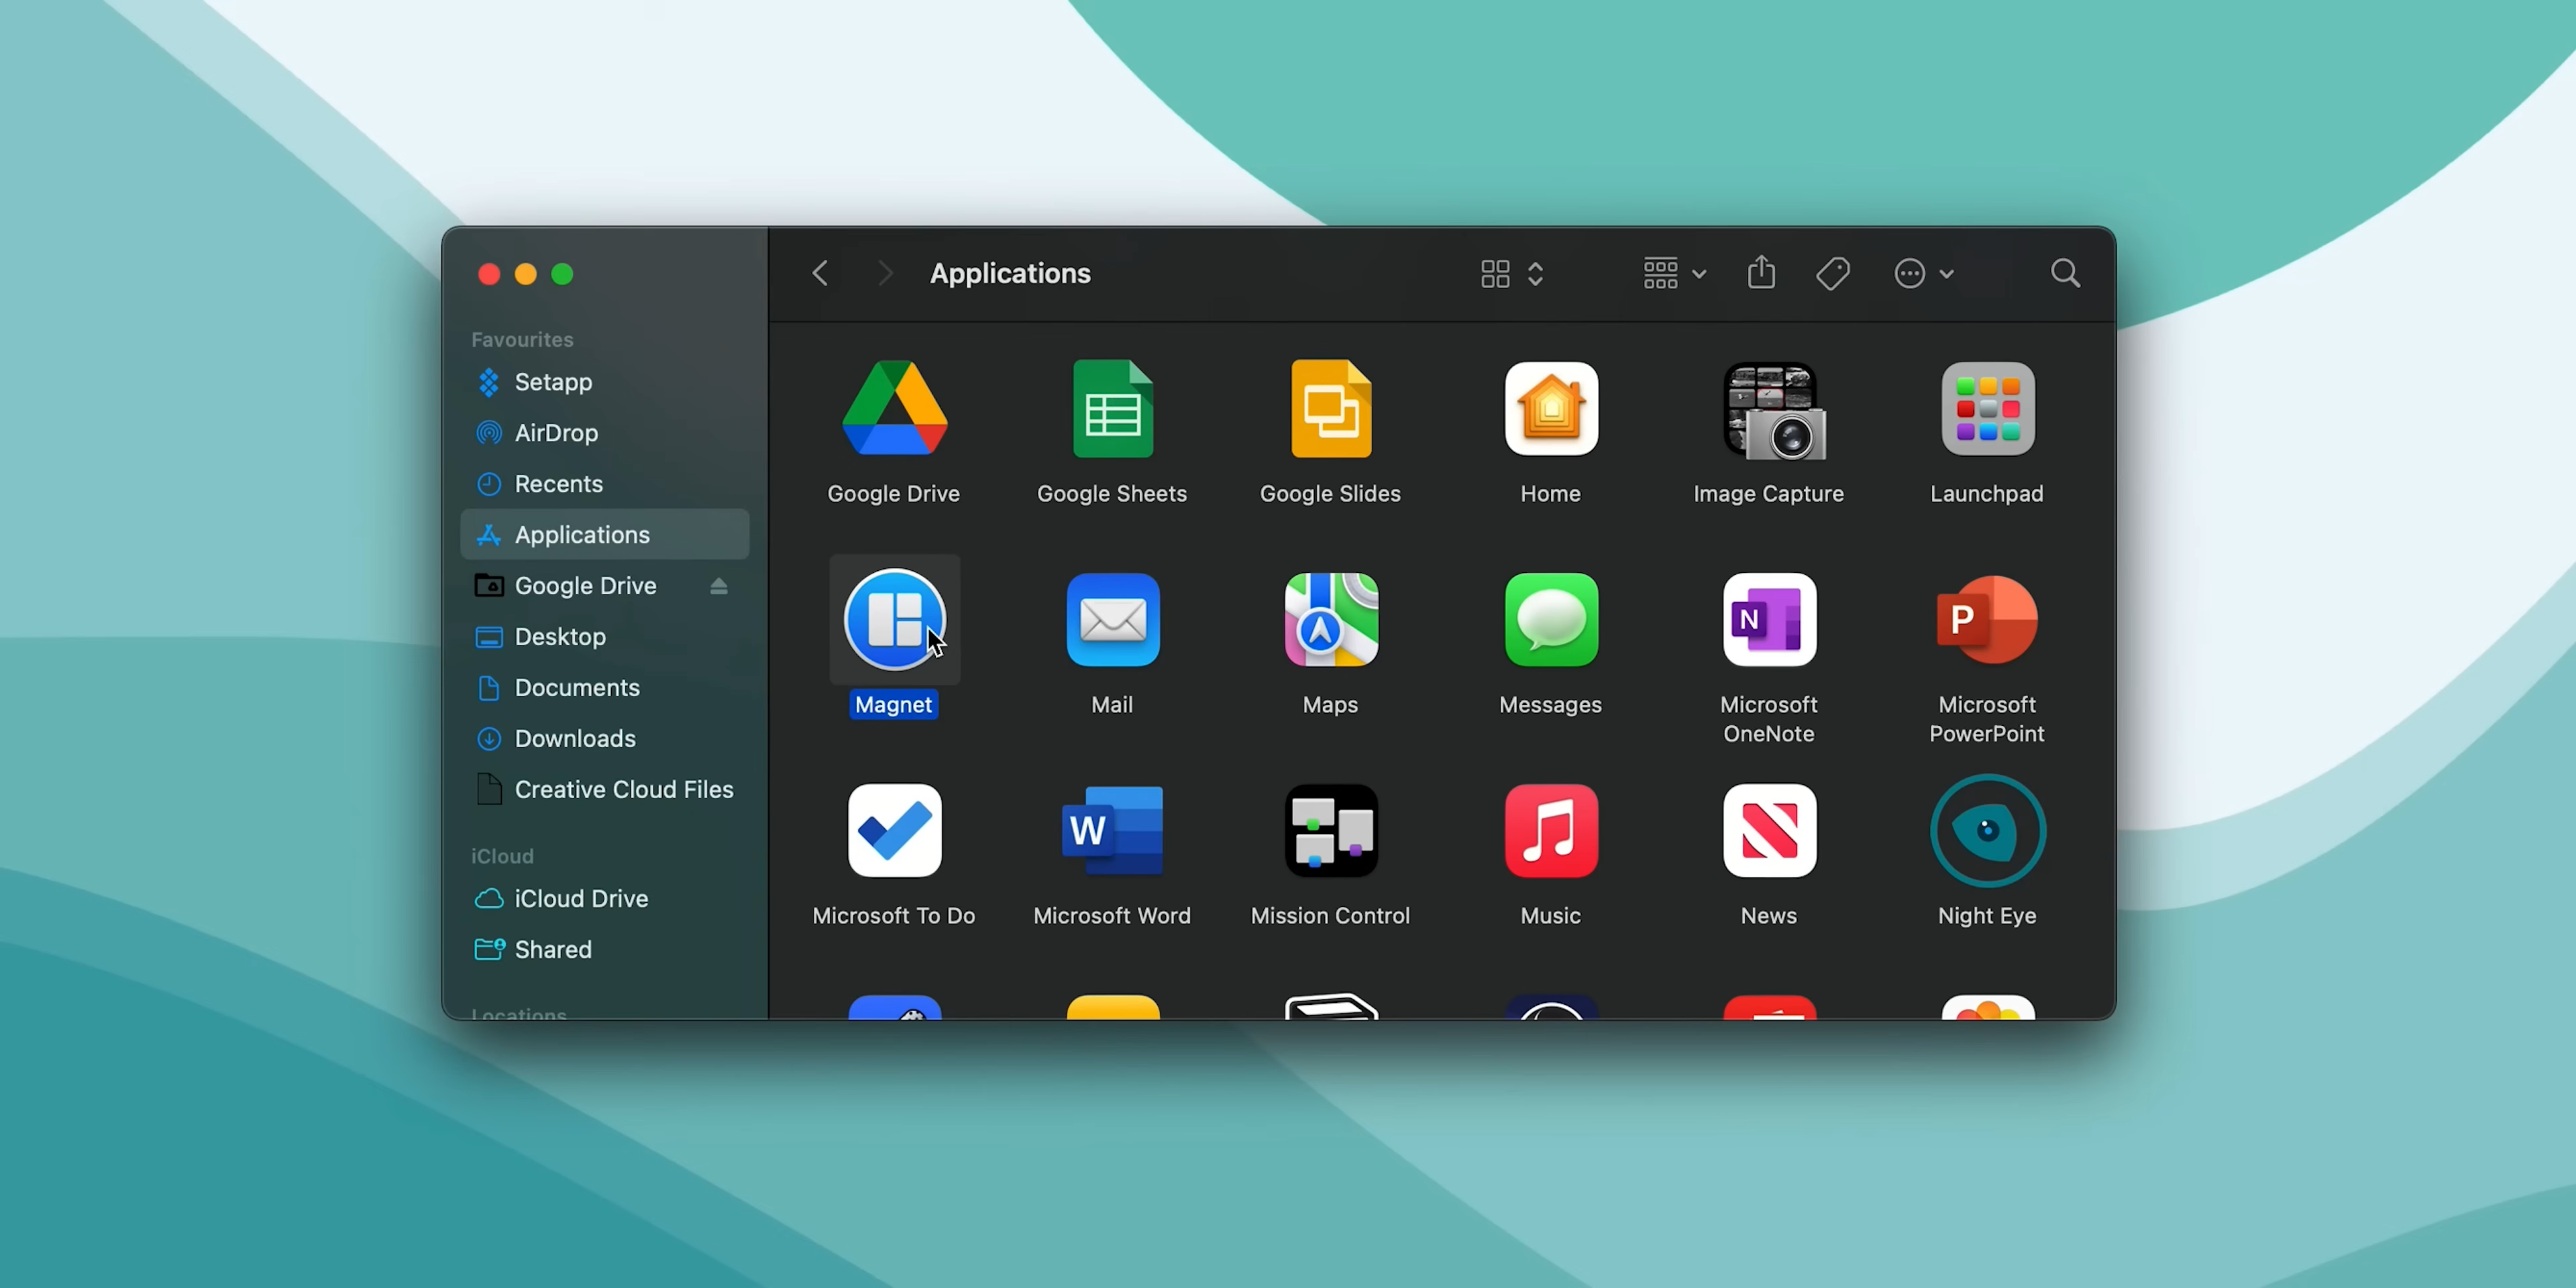 Applications
Favourites
Setapp
AirDrop
Recents
Applications
Google Drive
Desktop
Documents
Downloads
Creative Cloud Files
iCloud
iCloud Drive
Shared
Locations
Google Drive
Google Sheets
Google Slides
Home
Image Capture
Launchpad
Magnet
Mail
Maps
Messages
N
Microsoft
OneNote
P
Microsoft
PowerPoint
Microsoft To Do
W
Microsoft Word
Mission Control
Music
News
Night Eye